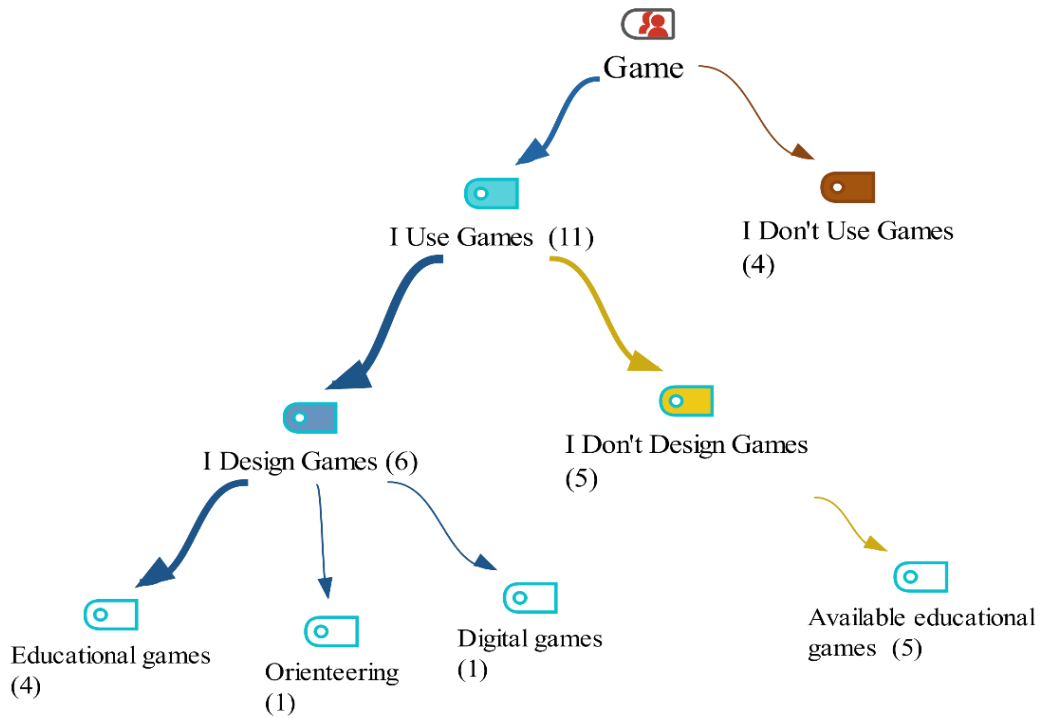 Game
I Use Games (11)
I Don't Use Games
(4)
I Design Games (6)
I Don't Design Games
(5)
Educational games
(4)
Orienteering
(1)
Digital games
(1)
Available educational
games (5)